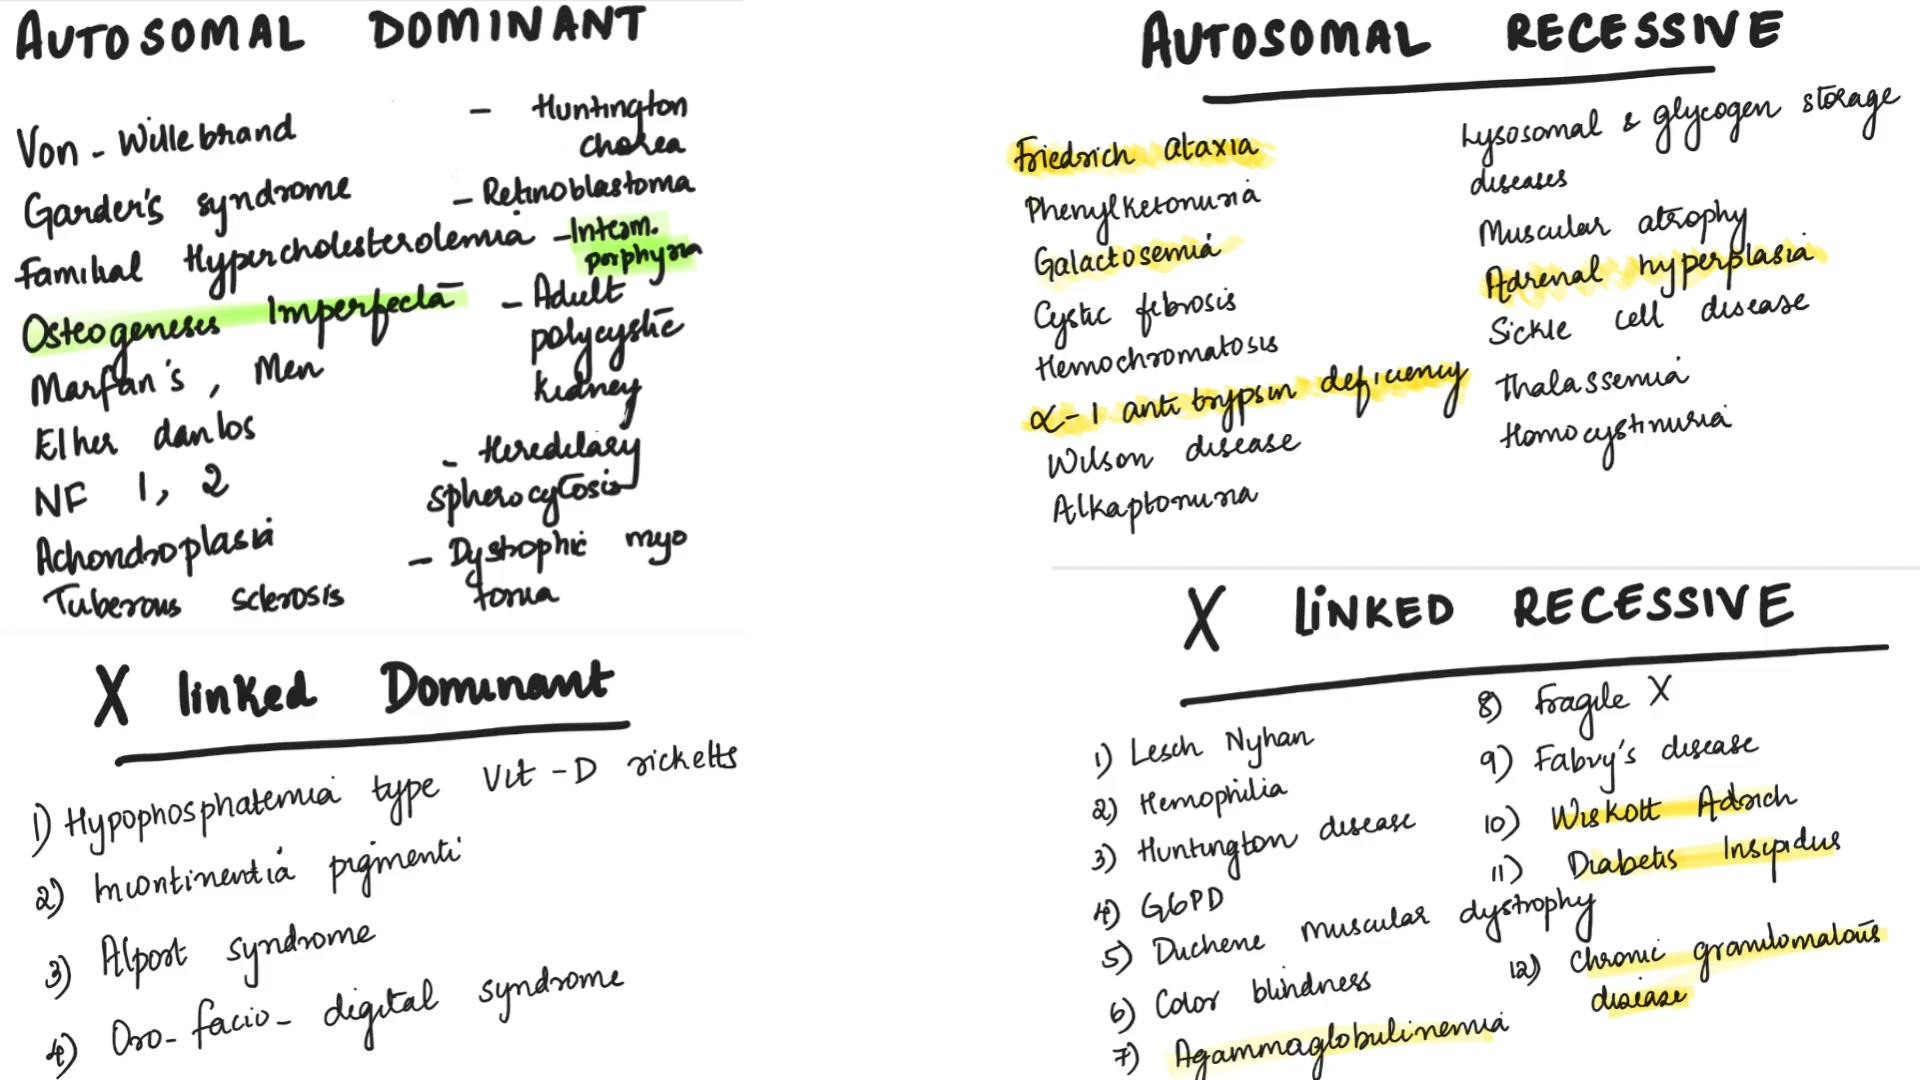 AUTOSOMAL DOMINANT
Von - Willebrand
Garder's syndrome
Familial Hypercholesterolemia
Osteogeneses Imperfecta
Marfan's , Men
Elher danlos
NF 1, 2
Achondroplasia
Tuberous sclerosis
- Huntington
chorea
- Retinoblastoma
- Interm.
porphyria
- Adult
polycystic
kidney
- Heredetary
spherocytosis
- Dystrophic myo
tonia
X linked Dominant
1) Hypophosphatemia type Vit - D ricketts
2) Incontinentia pigmenti
3) Alport syndrome
4) Oro- facio- digital syndrome
AUTOSOMAL RECESSIVE
Friedrich ataxia
Phenylketonuria
Galactosemia
Cystic fibrosis
Hemochromatosis
α-1 anti trypsin deficiency
Wilson disease
Alkaptonuria
Lysosomal & glycogen storage
diseases
Muscular atrophy
Adrenal hyperplasia
Sickle cell disease
Thalassemia
Homocystinuria
X LINKED RECESSIVE
1) Lesch Nyhan
2) Hemophilia
3) Huntington disease
4) G6PD
5) Duchene muscular dystrophy
6) Color blindness
7) Agammaglobulinemia
8) Fragile X
9) Fabry's disease
10) Wiskott Adrich
11) Diabetis Insipidus
12) Chronic granulomatous
disease